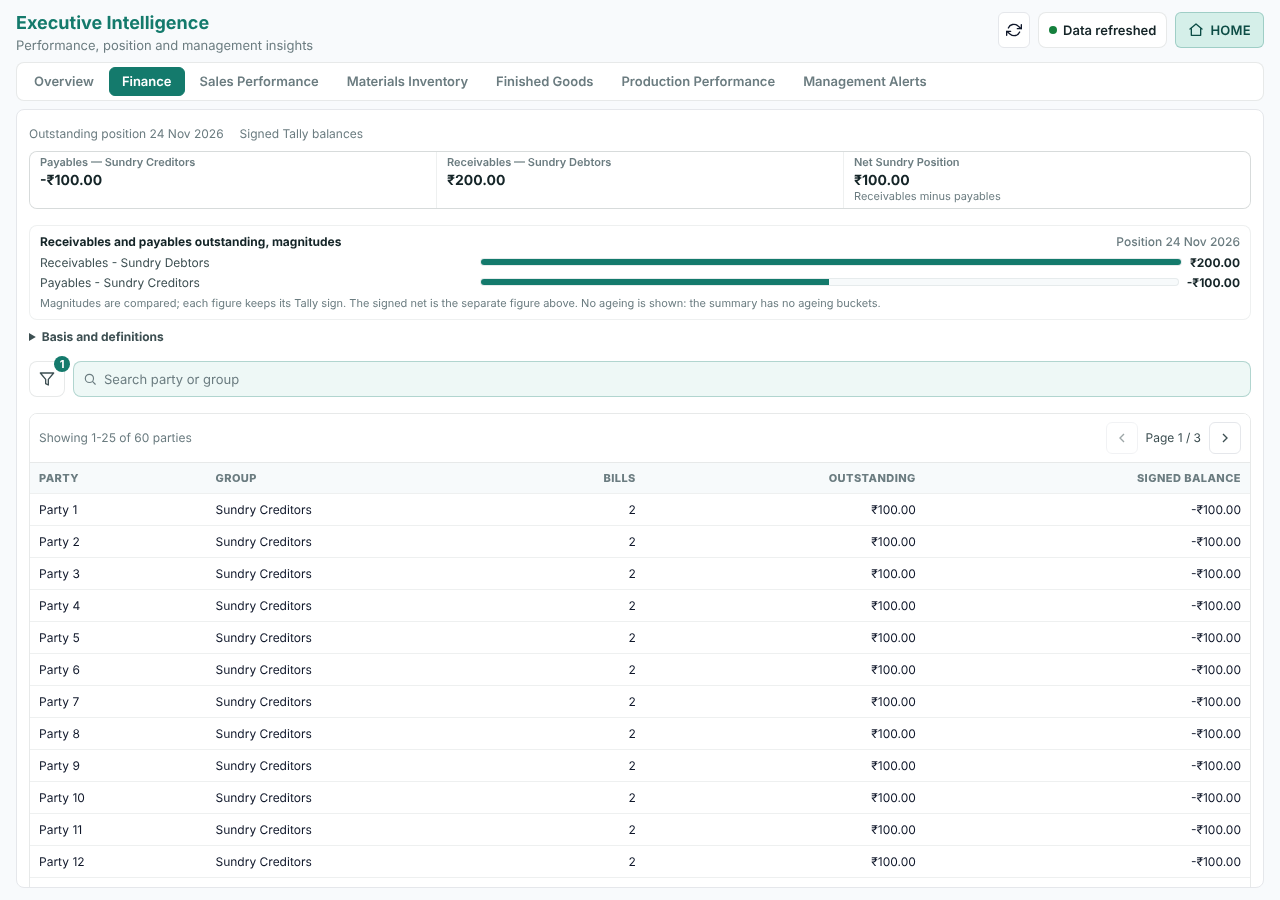 Executive Intelligence
Performance, position and management insights
Data refreshed
HOME
Overview Finance Sales Performance Materials Inventory Finished Goods Production Performance Management Alerts
Outstanding position 24 Nov 2026 Signed Tally balances
Payables — Sundry Creditors
-₹100.00
Receivables — Sundry Debtors
₹200.00
Net Sundry Position
₹100.00
Receivables minus payables
Receivables and payables outstanding, magnitudes Position 24 Nov 2026
Receivables - Sundry Debtors ₹200.00
Payables - Sundry Creditors -₹100.00
Magnitudes are compared; each figure keeps its Tally sign. The signed net is the separate figure above. No ageing is shown: the summary has no ageing buckets.
Basis and definitions
1
Search party or group
Showing 1-25 of 60 parties Page 1 / 3
PARTY GROUP BILLS OUTSTANDING SIGNED BALANCE
Party 1 Sundry Creditors 2 ₹100.00 -₹100.00
Party 2 Sundry Creditors 2 ₹100.00 -₹100.00
Party 3 Sundry Creditors 2 ₹100.00 -₹100.00
Party 4 Sundry Creditors 2 ₹100.00 -₹100.00
Party 5 Sundry Creditors 2 ₹100.00 -₹100.00
Party 6 Sundry Creditors 2 ₹100.00 -₹100.00
Party 7 Sundry Creditors 2 ₹100.00 -₹100.00
Party 8 Sundry Creditors 2 ₹100.00 -₹100.00
Party 9 Sundry Creditors 2 ₹100.00 -₹100.00
Party 10 Sundry Creditors 2 ₹100.00 -₹100.00
Party 11 Sundry Creditors 2 ₹100.00 -₹100.00
Party 12 Sundry Creditors 2 ₹100.00 -₹100.00